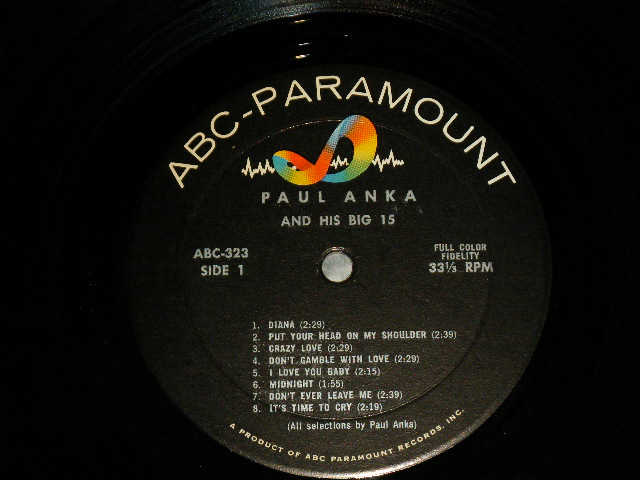 ABC-PARAMOUNT
PAUL ANKA
AND HIS BIG 15
ABC-323
SIDE 1
FULL COLOR
FIDELITY
33⅓ RPM
1. DIANA (2:29)
2. PUT YOUR HEAD ON MY SHOULDER (2:39)
3. CRAZY LOVE (2:29)
4. DON'T GAMBLE WITH LOVE (2:29)
5. I LOVE YOU BABY (2:15)
6. MIDNIGHT (1:55)
7. DON'T EVER LEAVE ME (2:39)
8. IT'S TIME TO CRY (2:19)
(All selections by Paul Anka)
A PRODUCT OF ABC PARAMOUNT RECORDS, INC.